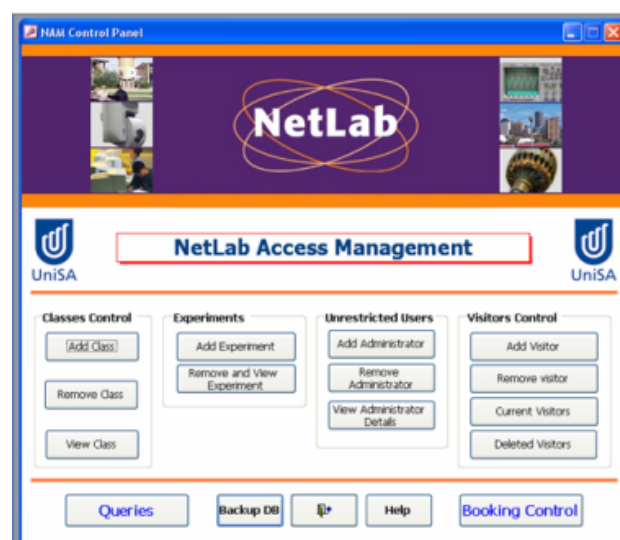 NAM Control Panel
NetLab
UniSA
NetLab Access Management
UniSA
Classes Control
Add Class
Remove Class
View Class
Experiments
Add Experiment
Remove and View
Experiment
Unrestricted Users
Add Administrator
Remove
Administrator
View Administrator
Details
Visitors Control
Add Visitor
Remove visitor
Current Visitors
Deleted Visitors
Queries
Backup DB
Help
Booking Control